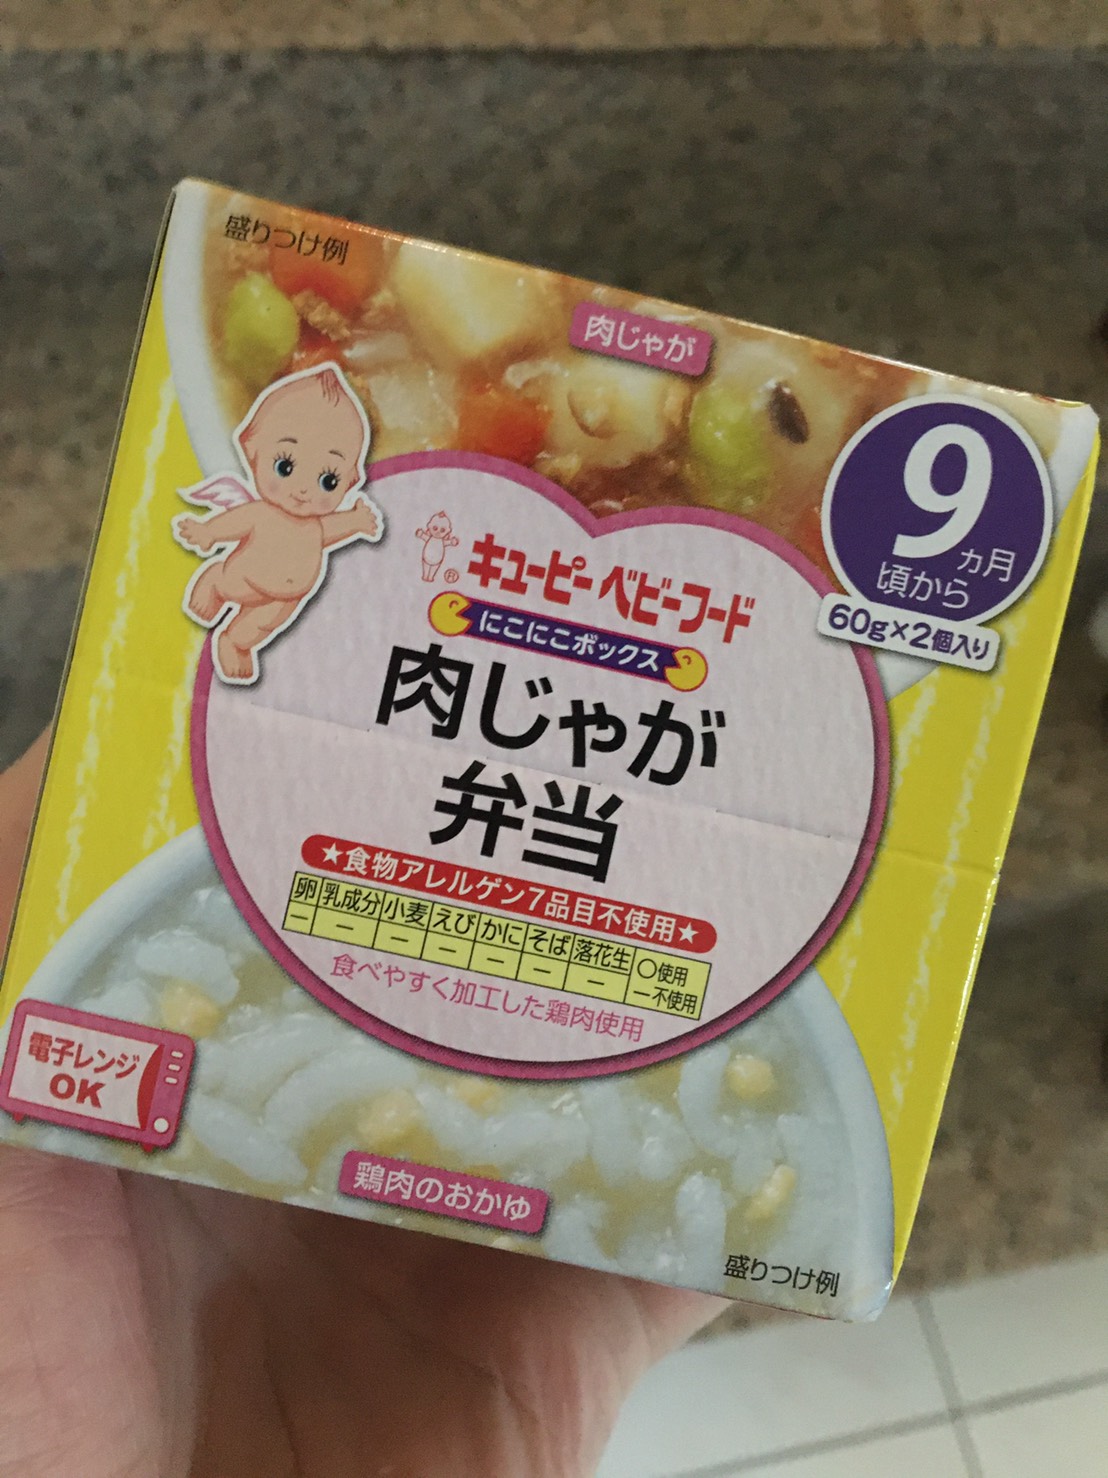 盛りつけ例
肉じゃが
9
ヵ月
頃から
60g×2個入り
® キューピー ベビーフード
にこにこボックス
肉じゃが
弁当
★食物アレルゲン7品目不使用★
卵 乳成分 小麦 えび かに そば 落花生 ○使用
－ － － － － － － －不使用
食べやすく加工した鶏肉使用
電子レンジ
OK
鶏肉のおかゆ
盛りつけ例